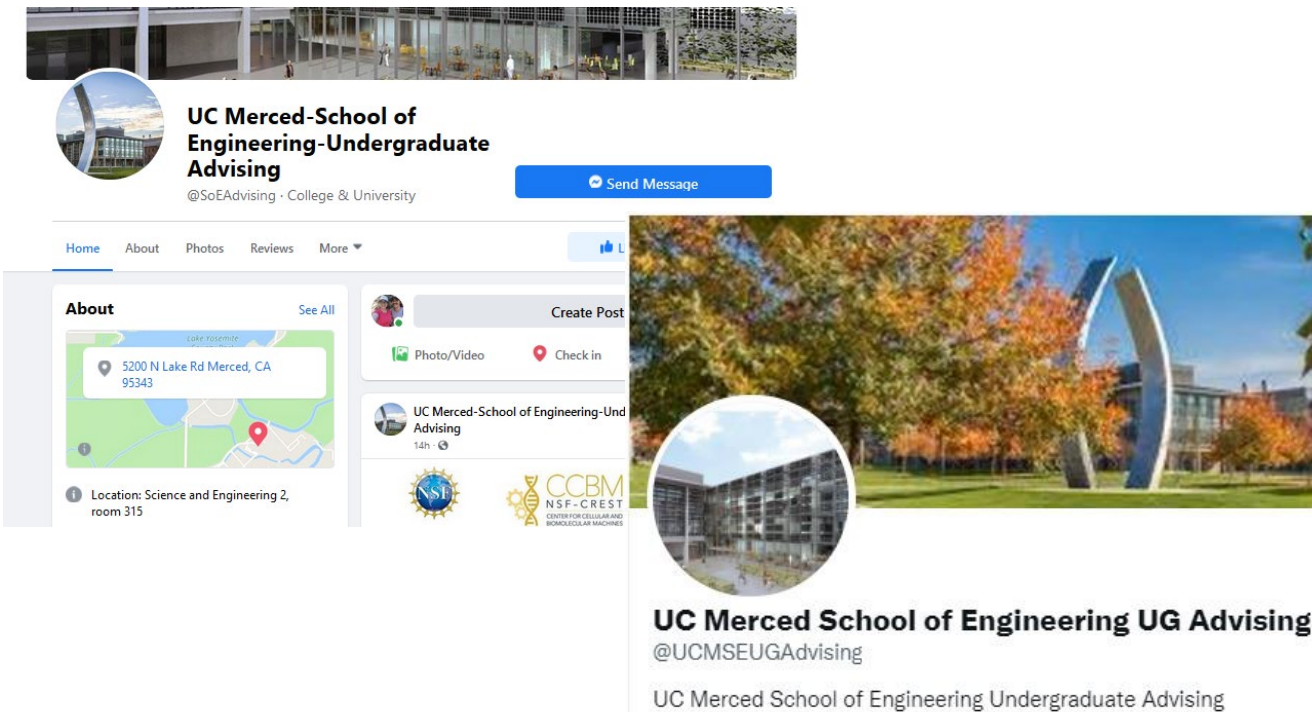 UC Merced-School of
Engineering-Undergraduate
Advising
@SoEAdvising · College & University
Send Message
Home About Photos Reviews More
About
See All
Lake Yosemite
5200 N Lake Rd Merced, CA
95343
Location: Science and Engineering 2,
room 315
Create Post
Photo/Video Check in
UC Merced-School of Engineering-Und
Advising
14h
NSF
CCBM
NSF-CREST
CENTER FOR CELLULAR AND
BIOMOLECULAR MACHINES
UC Merced School of Engineering UG Advising
@UCMSEUGAdvising
UC Merced School of Engineering Undergraduate Advising